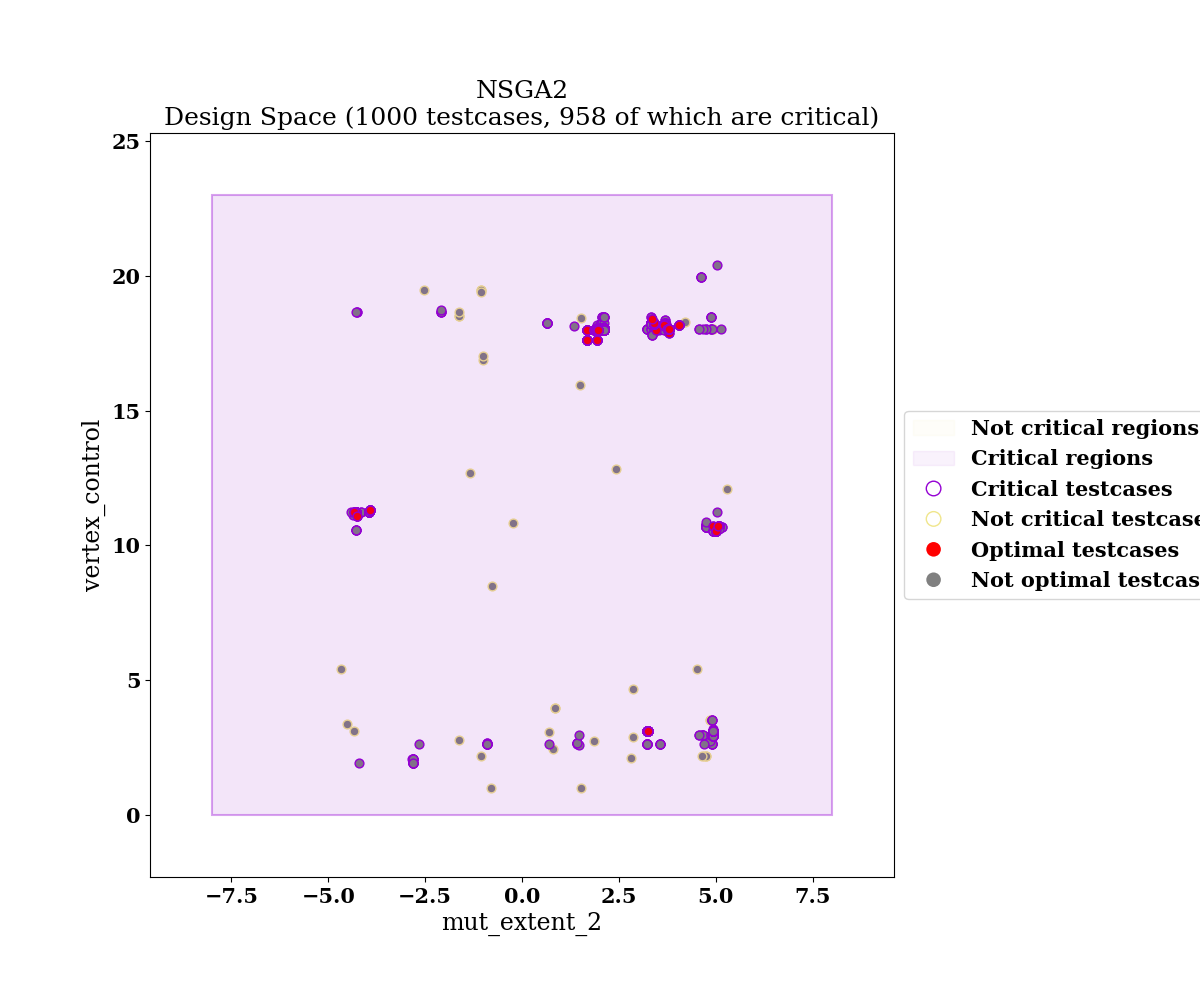 NSGA2
Design Space (1000 testcases, 958 of which are critical)
25
20
15
10
5
0
vertex_control
−7.5 −5.0 −2.5 0.0 2.5 5.0 7.5
mut_extent_2
Not critical regions
Critical regions
Critical testcases
Not critical testcase
Optimal testcases
Not optimal testcas